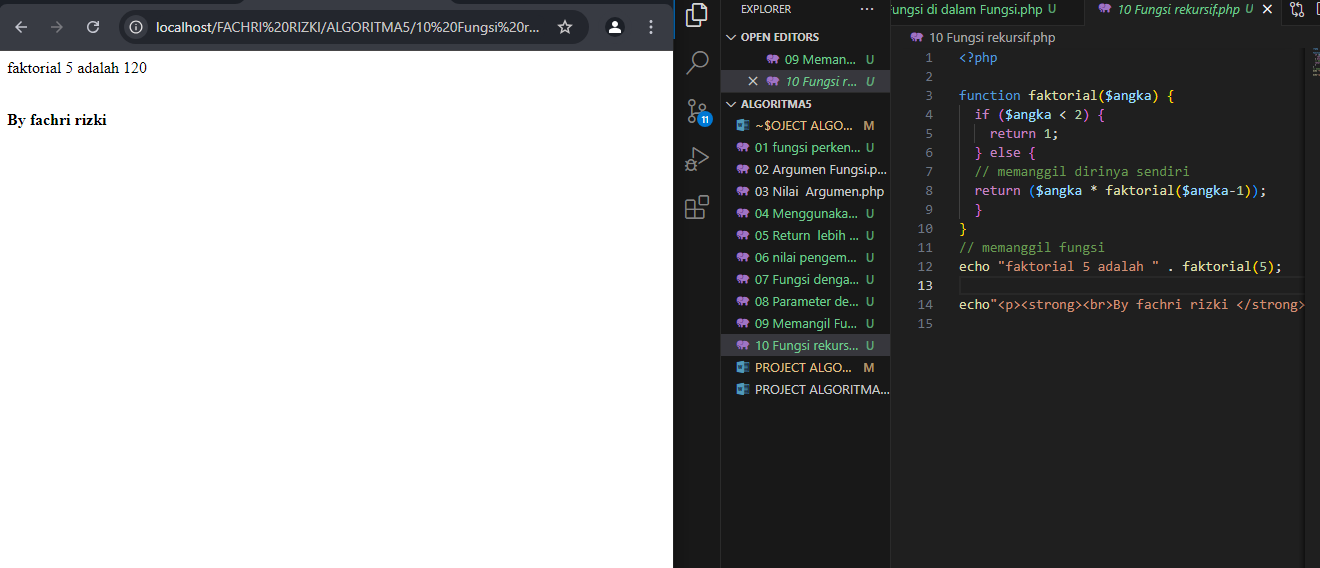 localhost/FACHRI%20RIZKI/ALGORITMA5/10%20Fungsi%20r...
faktorial 5 adalah 120
By fachri rizki
EXPLORER
OPEN EDITORS
09 Meman... U
10 Fungsi r... U
ALGORITMA5
~$OJECT ALGO... M
01 fungsi perken... U
02 Argumen Fungsi.p...
03 Nilai  Argumen.php
04 Menggunaka... U
05 Return  lebih ... U
06 nilai pengem... U
07 Fungsi denga... U
08 Parameter de... U
09 Memangil Fu... U
10 Fungsi rekurs... U
PROJECT ALGO... M
PROJECT ALGORITMA...
11
ungsi di dalam Fungsi.php U
10 Fungsi rekursif.php U
10 Fungsi rekursif.php
1 <?php
2
3 function faktorial($angka) {
4   if ($angka < 2) {
5     return 1;
6   } else {
7   // memanggil dirinya sendiri
8   return ($angka * faktorial($angka-1));
9   }
10 }
11 // memanggil fungsi
12 echo "faktorial 5 adalah " . faktorial(5);
13
14 echo"<p><strong><br>By fachri rizki </strong>
15